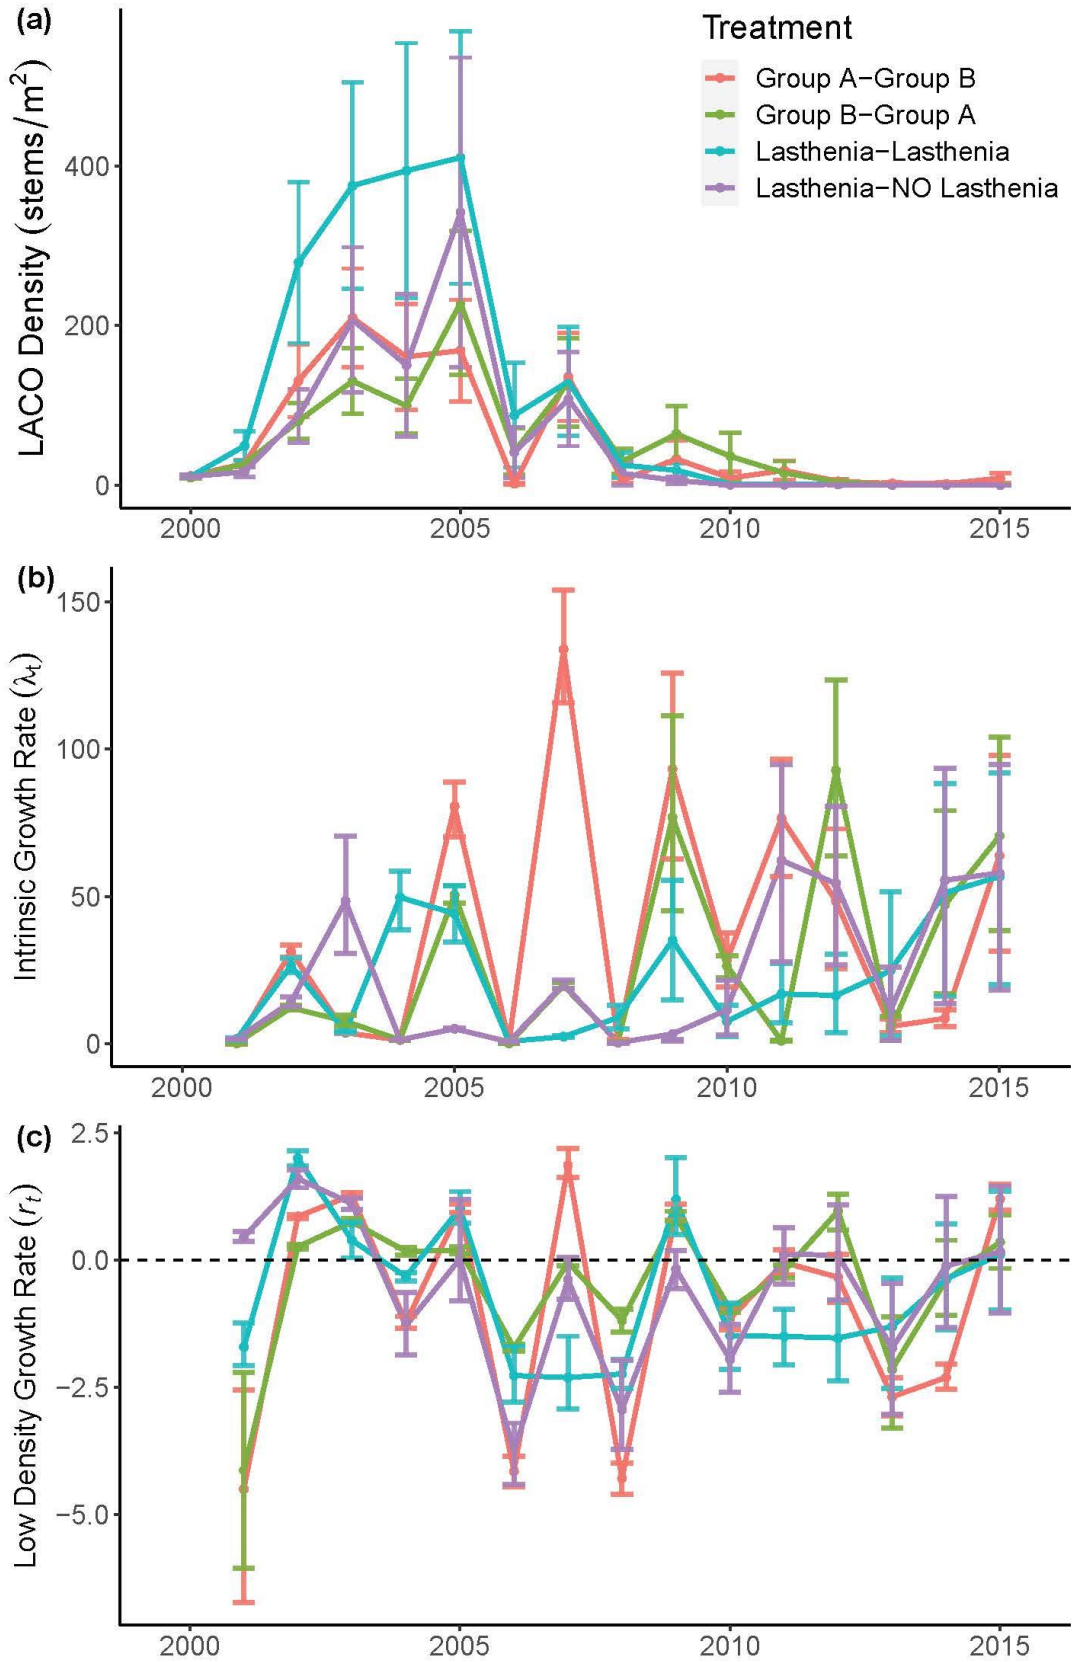 (a)
Treatment
Group A−Group B
Group B−Group A
Lasthenia−Lasthenia
Lasthenia−NO Lasthenia
LACO Density (stems/m²)
400
200
0
2000
2005
2010
2015
(b)
Intrinsic Growth Rate (λt)
150
100
50
0
2000
2005
2010
2015
(c)
Low Density Growth Rate (rt)
2.5
0.0
−2.5
−5.0
2000
2005
2010
2015